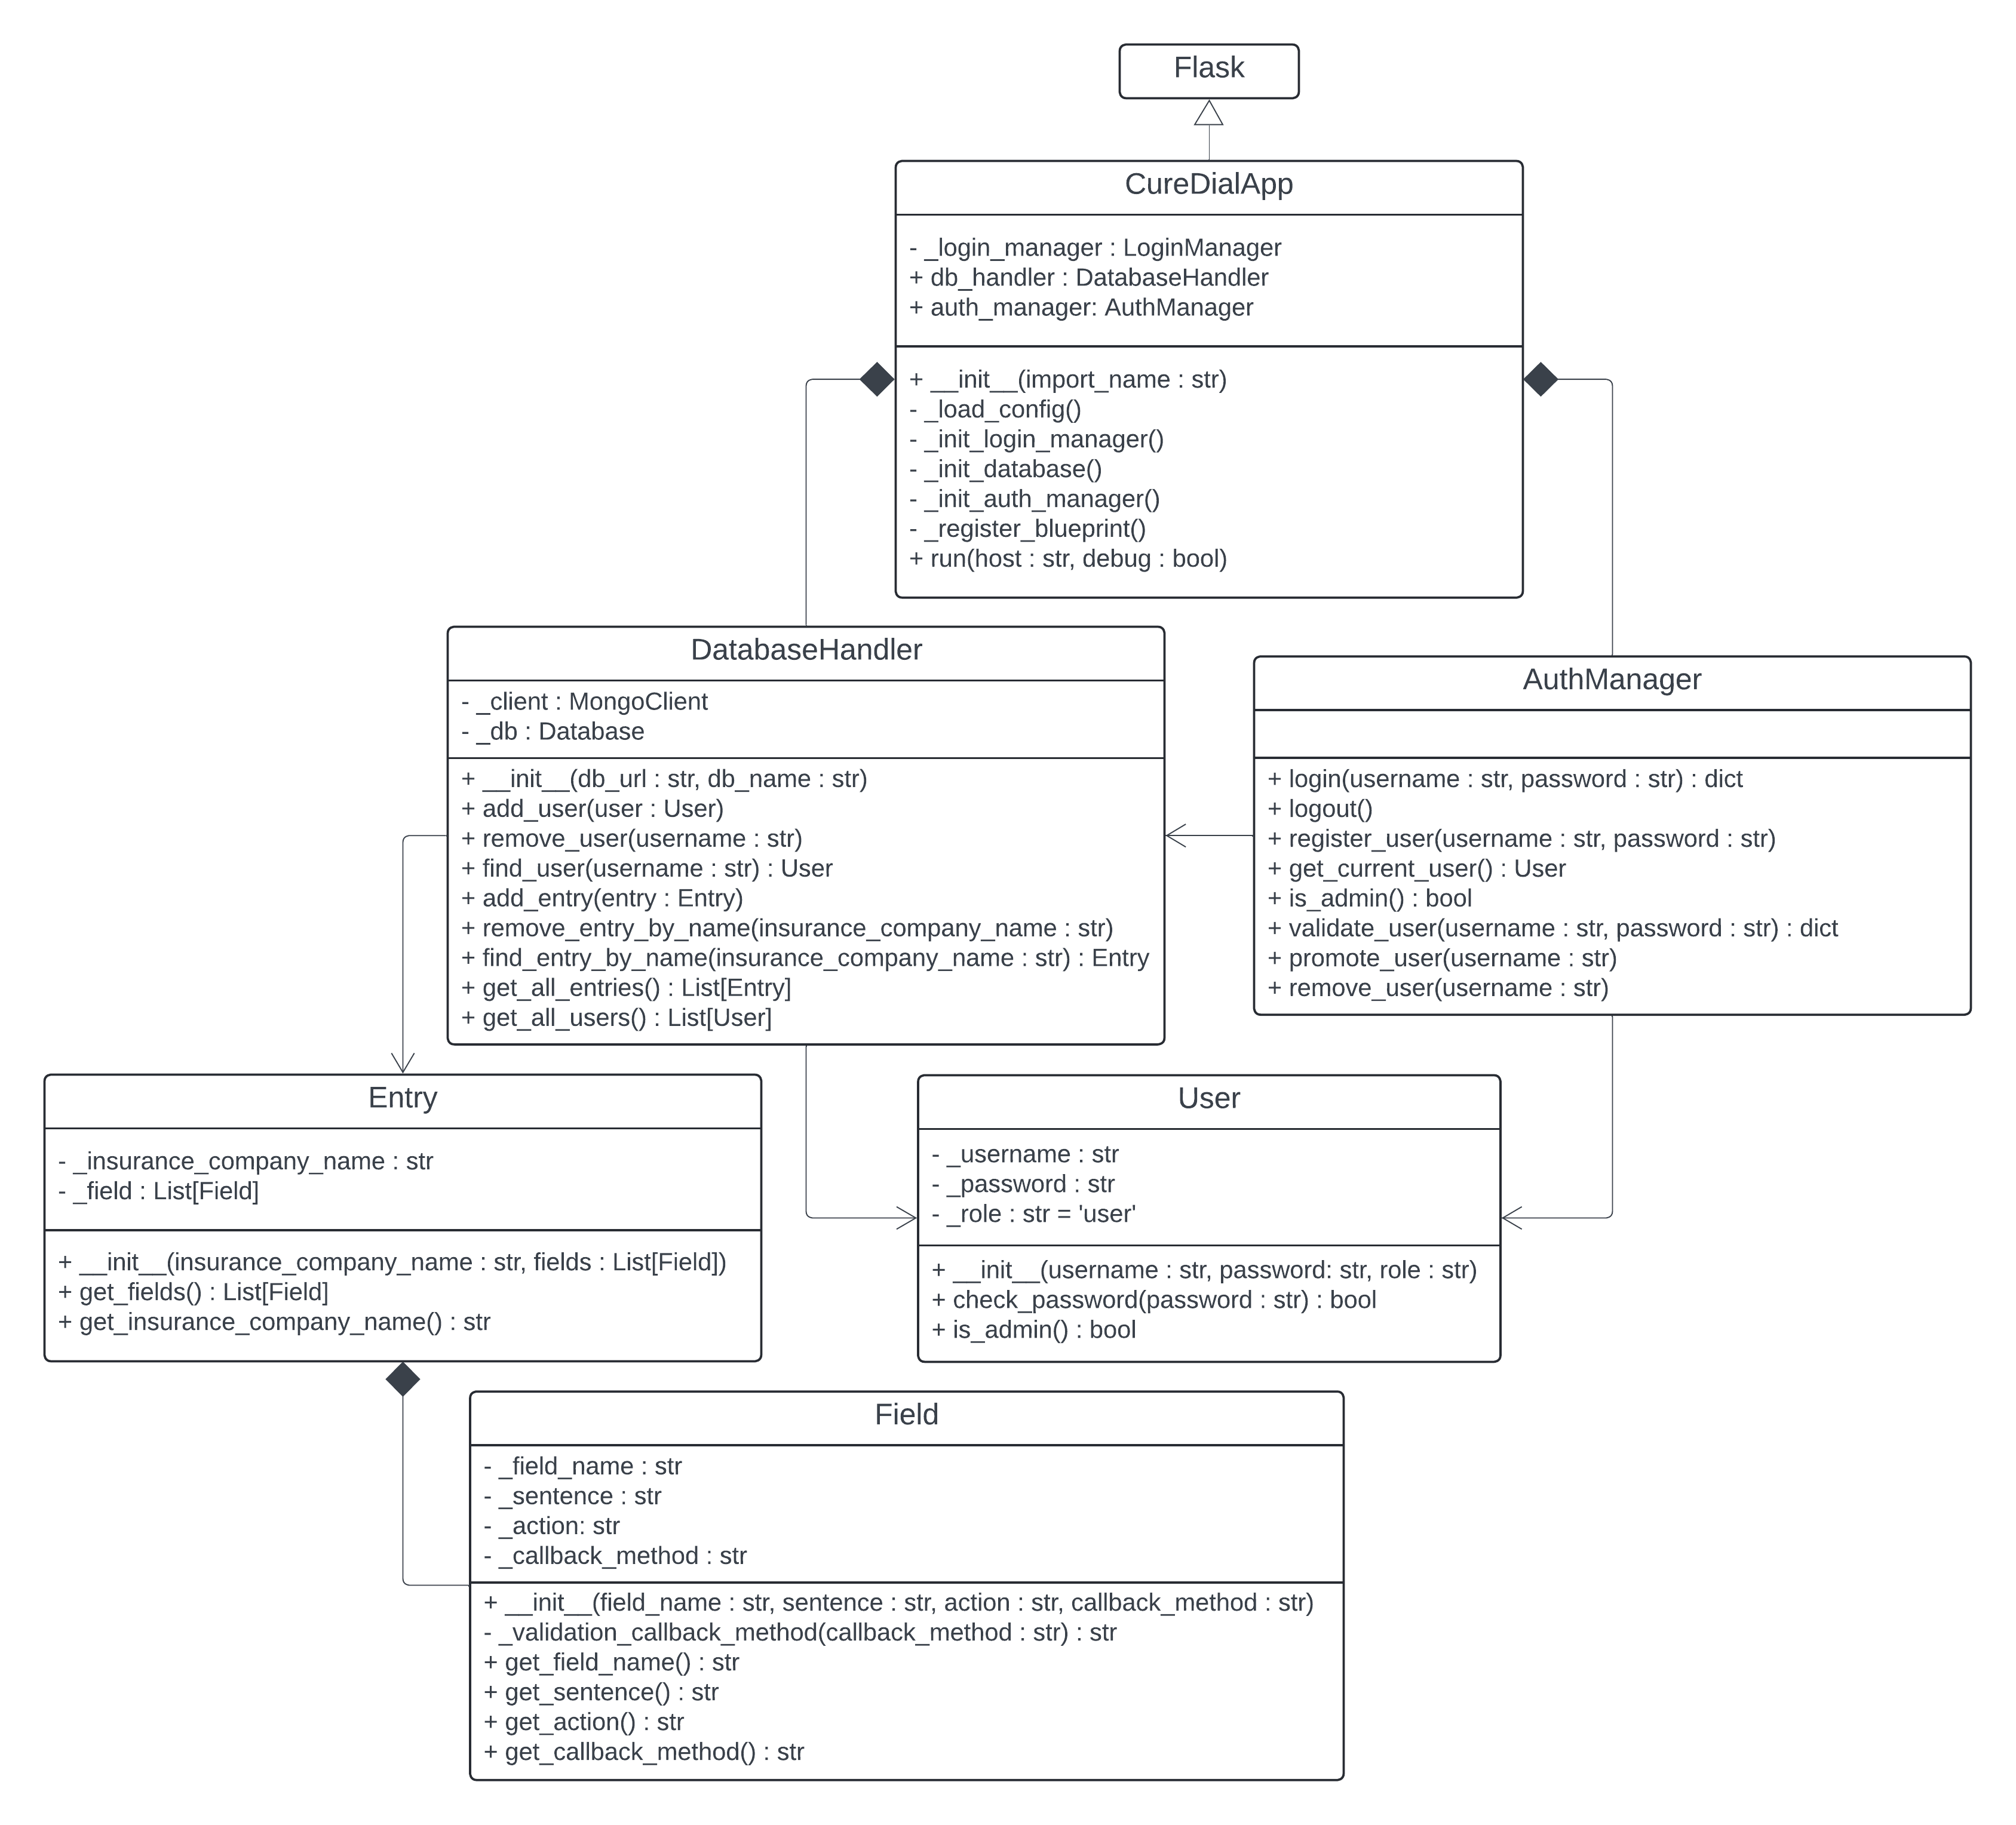 Flask
CureDialApp
- _login_manager : LoginManager
+ db_handler : DatabaseHandler
+ auth_manager: AuthManager
+ __init__(import_name : str)
- _load_config()
- _init_login_manager()
- _init_database()
- _init_auth_manager()
- _register_blueprint()
+ run(host : str, debug : bool)
DatabaseHandler
- _client : MongoClient
- _db : Database
+ __init__(db_url : str, db_name : str)
+ add_user(user : User)
+ remove_user(username : str)
+ find_user(username : str) : User
+ add_entry(entry : Entry)
+ remove_entry_by_name(insurance_company_name : str)
+ find_entry_by_name(insurance_company_name : str) : Entry
+ get_all_entries() : List[Entry]
+ get_all_users() : List[User]
AuthManager
+ login(username : str, password : str) : dict
+ logout()
+ register_user(username : str, password : str)
+ get_current_user() : User
+ is_admin() : bool
+ validate_user(username : str, password : str) : dict
+ promote_user(username : str)
+ remove_user(username : str)
Entry
- _insurance_company_name : str
- _field : List[Field]
+ __init__(insurance_company_name : str, fields : List[Field])
+ get_fields() : List[Field]
+ get_insurance_company_name() : str
User
- _username : str
- _password : str
- _role : str = 'user'
+ __init__(username : str, password: str, role : str)
+ check_password(password : str) : bool
+ is_admin() : bool
Field
- _field_name : str
- _sentence : str
- _action: str
- _callback_method : str
+ __init__(field_name : str, sentence : str, action : str, callback_method : str)
- _validation_callback_method(callback_method : str) : str
+ get_field_name() : str
+ get_sentence() : str
+ get_action() : str
+ get_callback_method() : str